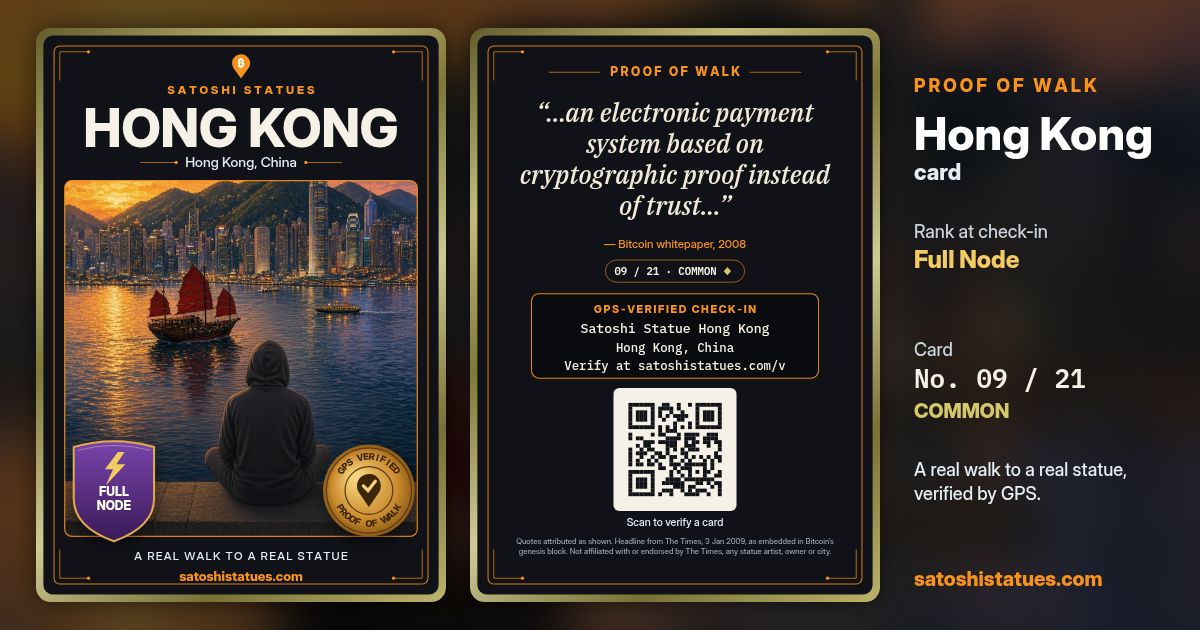 SATOSHI STATUES
HONG KONG
Hong Kong, China
FULL
NODE
GPS VERIFIED
PROOF OF WALK
A REAL WALK TO A REAL STATUE
satoshistatues.com
PROOF OF WALK
“...an electronic payment
system based on
cryptographic proof instead
of trust...”
— Bitcoin whitepaper, 2008
09 / 21 · COMMON ◆
GPS-VERIFIED CHECK-IN
Satoshi Statue Hong Kong
Hong Kong, China
Verify at satoshistatues.com/v
Scan to verify a card
Quotes attributed as shown. Headline from The Times, 3 Jan 2009, as embedded in Bitcoin's
genesis block. Not affiliated with or endorsed by The Times, any statue artist, owner or city.
PROOF OF WALK
Hong Kong
card
Rank at check-in
Full Node
Card
No. 09 / 21
COMMON
A real walk to a real statue,
verified by GPS.
satoshistatues.com